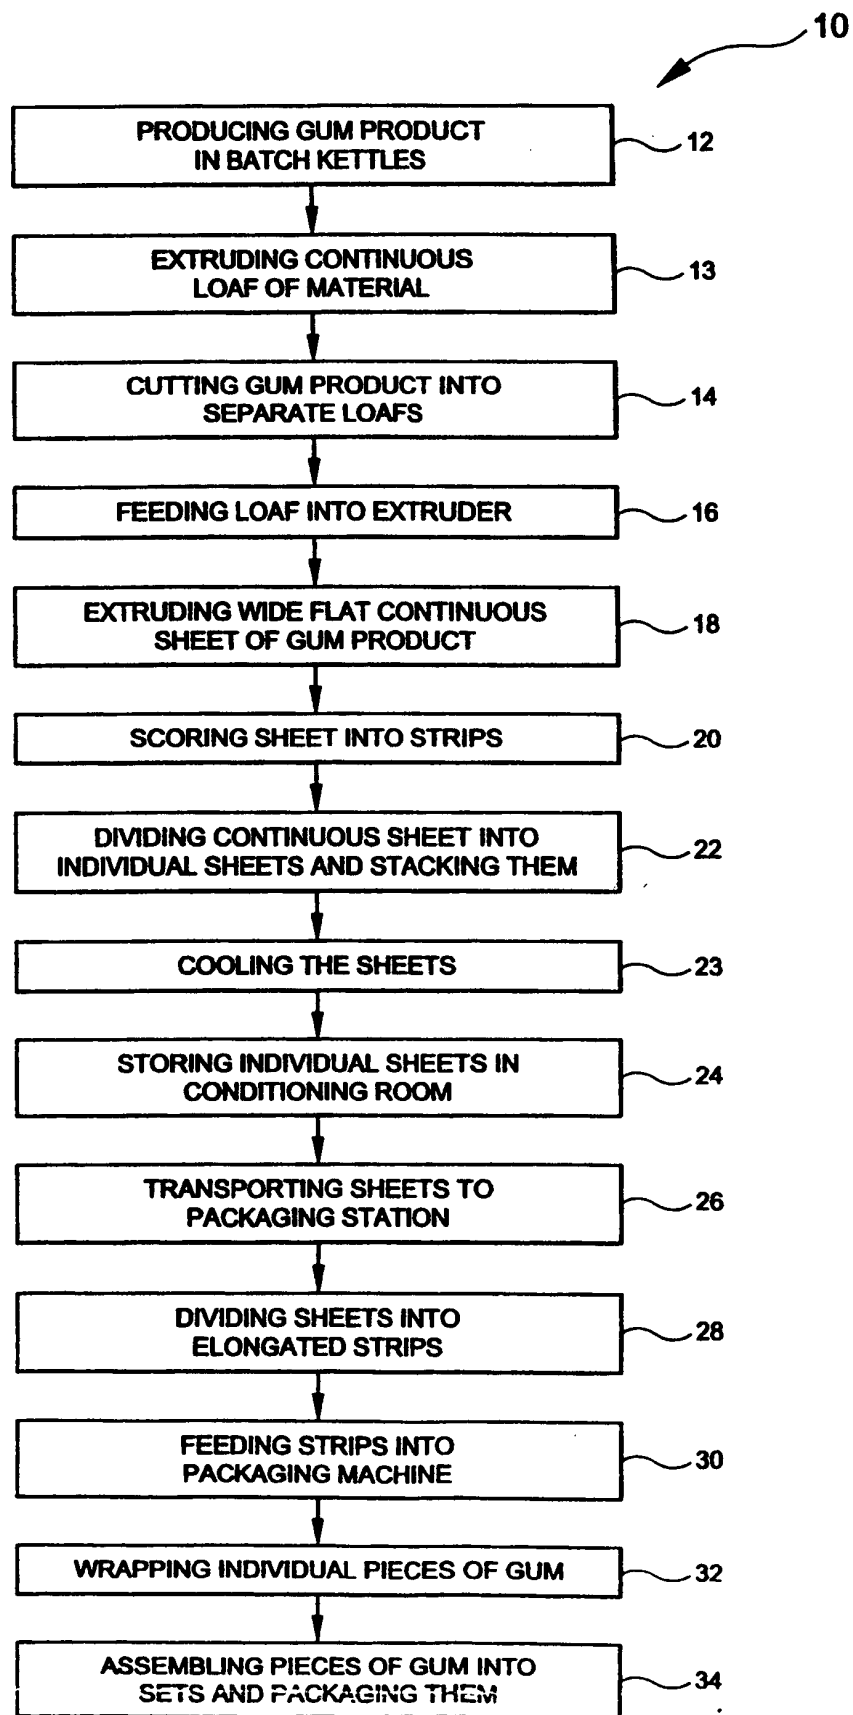 10
PRODUCING GUM PRODUCT
IN BATCH KETTLES
12
EXTRUDING CONTINUOUS
LOAF OF MATERIAL
13
CUTTING GUM PRODUCT INTO
SEPARATE LOAFS
14
FEEDING LOAF INTO EXTRUDER
16
EXTRUDING WIDE FLAT CONTINUOUS
SHEET OF GUM PRODUCT
18
SCORING SHEET INTO STRIPS
20
DIVIDING CONTINUOUS SHEET INTO
INDIVIDUAL SHEETS AND STACKING THEM
22
COOLING THE SHEETS
23
STORING INDIVIDUAL SHEETS IN
CONDITIONING ROOM
24
TRANSPORTING SHEETS TO
PACKAGING STATION
26
DIVIDING SHEETS INTO
ELONGATED STRIPS
28
FEEDING STRIPS INTO
PACKAGING MACHINE
30
WRAPPING INDIVIDUAL PIECES OF GUM
32
ASSEMBLING PIECES OF GUM INTO
SETS AND PACKAGING THEM
34